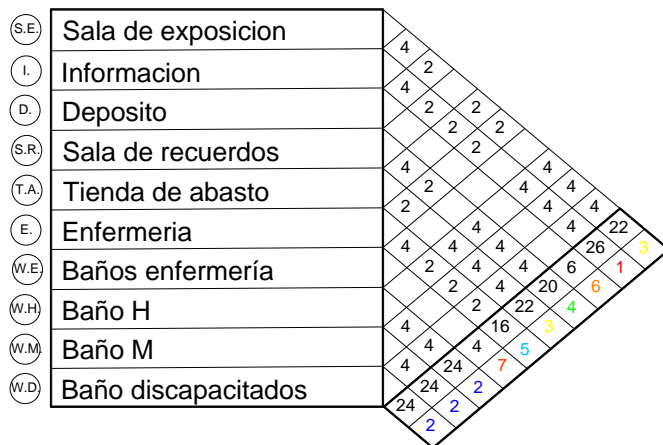 S.E. Sala de exposicion
4
2
I. Informacion
4
2 2
D. Deposito
2 2
2
S.R. Sala de recuerdos
4 4
2 4 4
T.A. Tienda de abasto
2 4 4
4 4 22
E. Enfermeria
4 4 4 26 3
2 4 4 6 1
W.E. Baños enfermería
2 4 20 6
2 22 4
W.H. Baño H
4 16 3
4 4 5
W.M. Baño M
4 24 7
24 2
W.D. Baño discapacitados
24 2
2